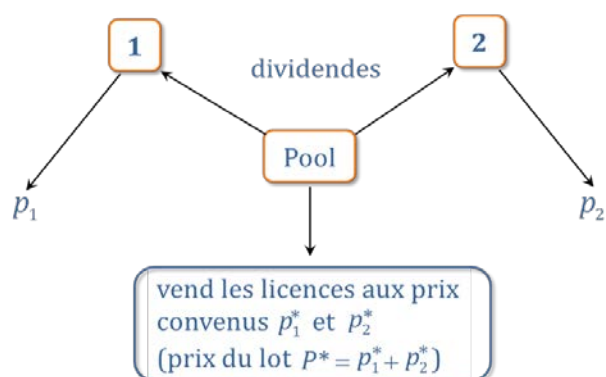 1
2
dividendes
Pool
p₁
p₂
vend les licences aux prix
convenus p₁* et p₂*
(prix du lot P* = p₁* + p₂*)